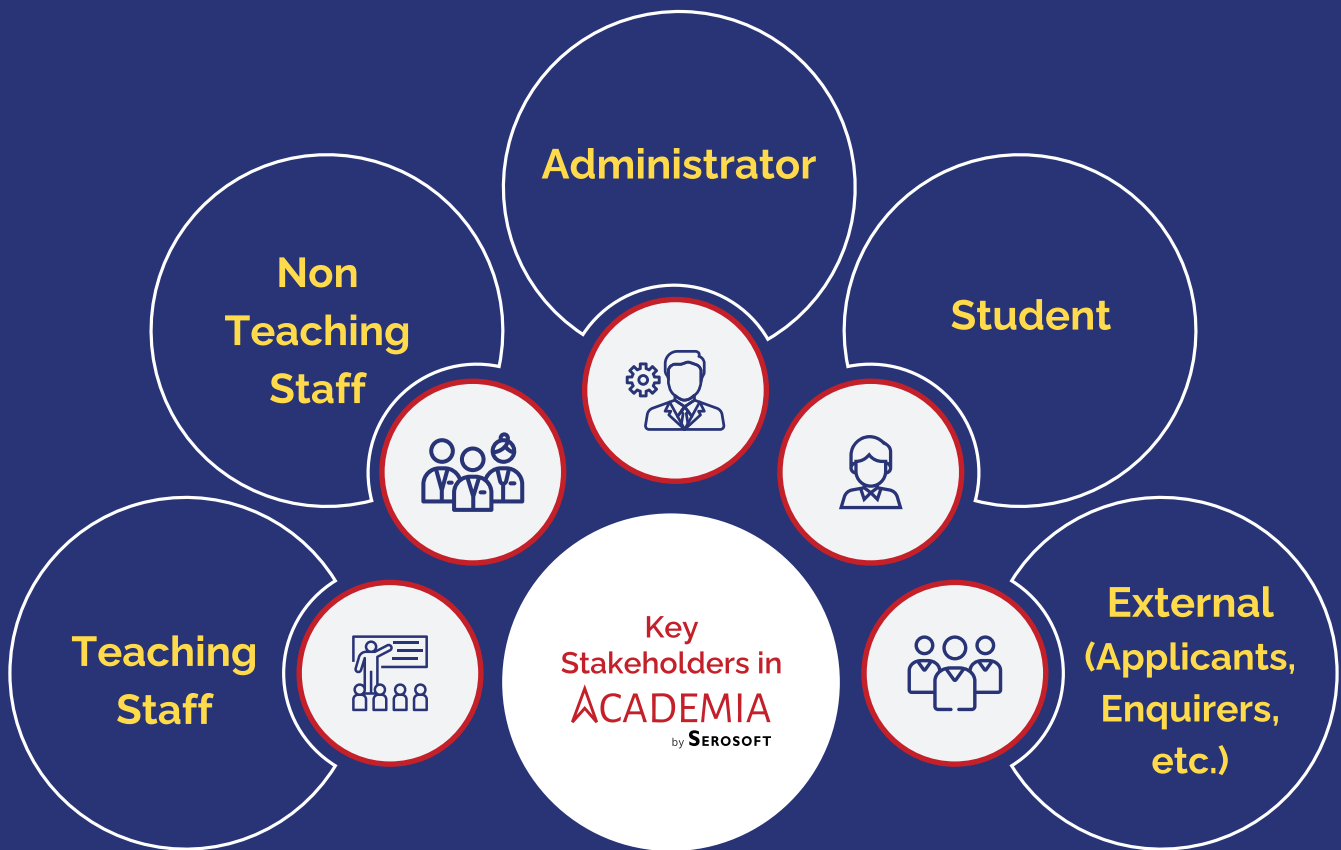 Administrator
Non
Teaching
Staff
Student
Teaching
Staff
Key
Stakeholders in
ACADEMIA
by SEROSOFT
External
(Applicants,
Enquirers,
etc.)